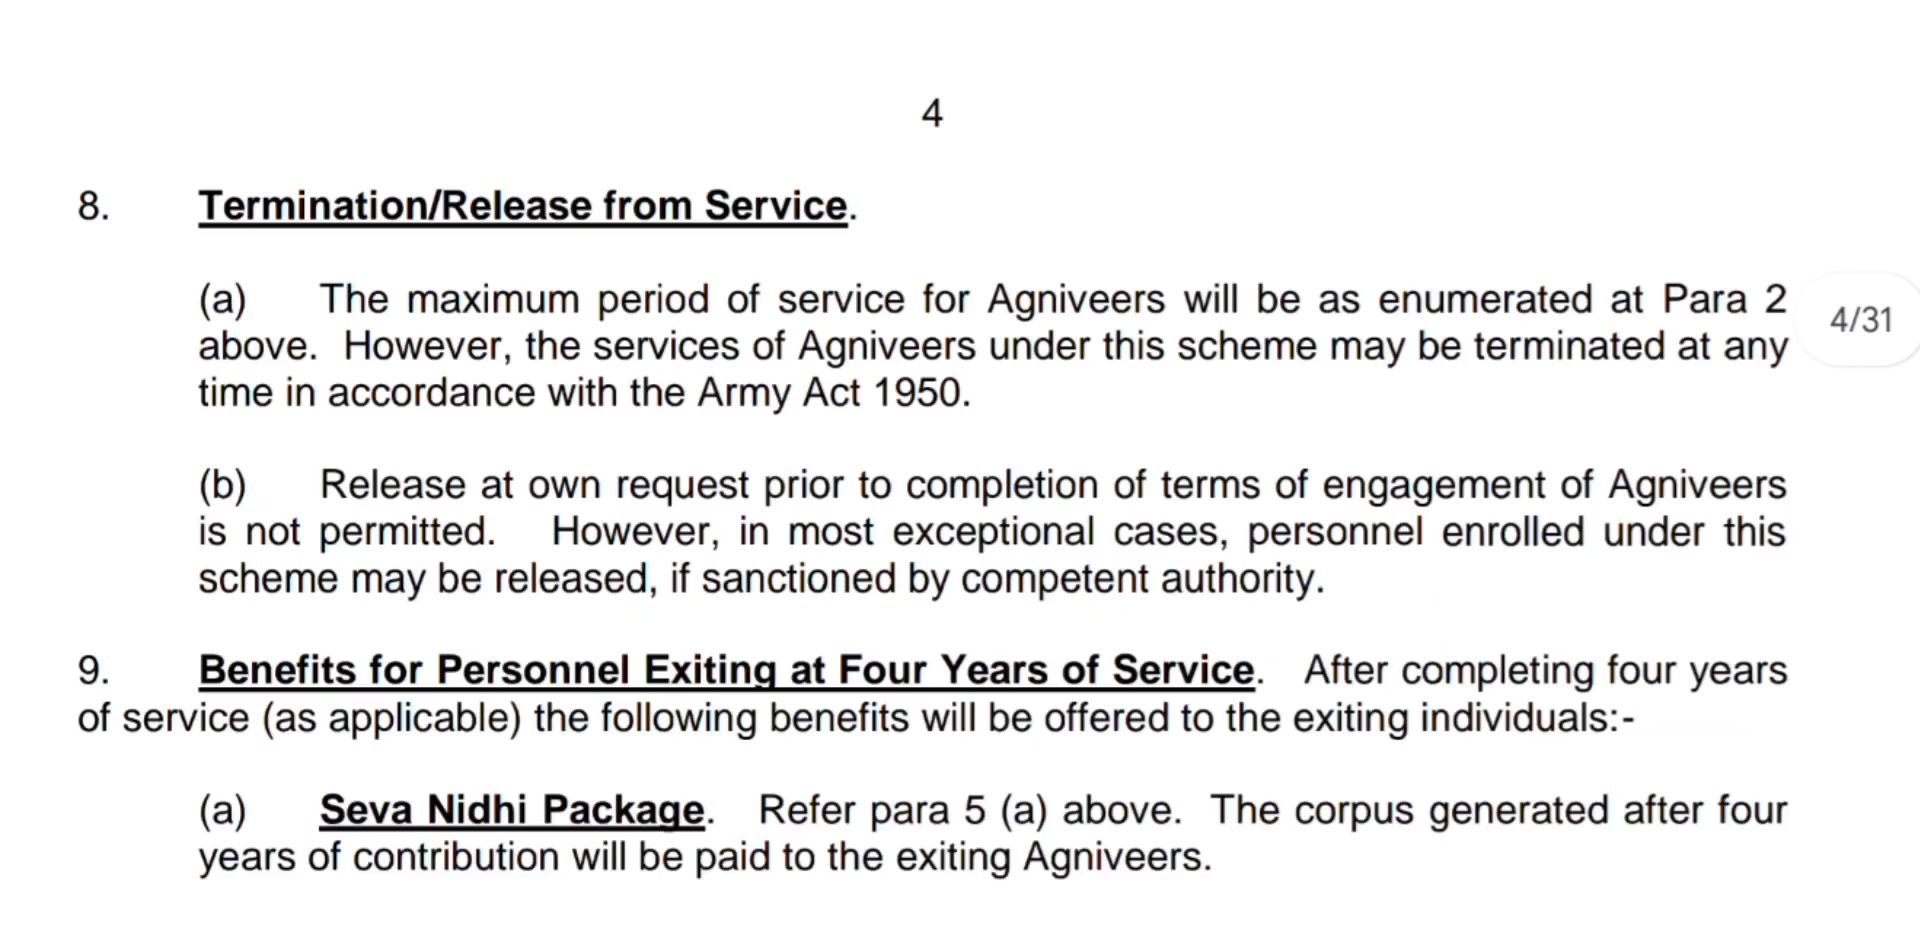 4
8. Termination/Release from Service.
(a) The maximum period of service for Agniveers will be as enumerated at Para 2
above. However, the services of Agniveers under this scheme may be terminated at any
time in accordance with the Army Act 1950.
4/31
(b) Release at own request prior to completion of terms of engagement of Agniveers
is not permitted. However, in most exceptional cases, personnel enrolled under this
scheme may be released, if sanctioned by competent authority.
9. Benefits for Personnel Exiting at Four Years of Service. After completing four years
of service (as applicable) the following benefits will be offered to the exiting individuals:-
(a) Seva Nidhi Package. Refer para 5 (a) above. The corpus generated after four
years of contribution will be paid to the exiting Agniveers.